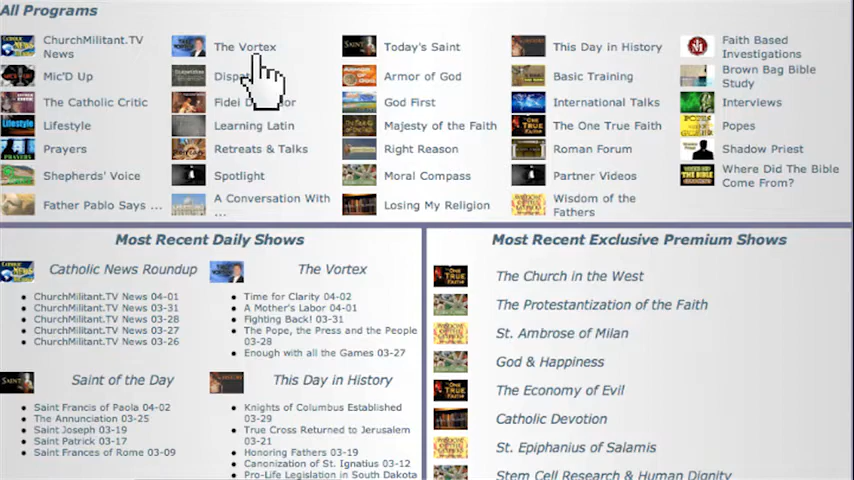 All Programs
ChurchMilitant.TV
News
The Vortex
Today's Saint
This Day in History
Faith Based
Investigations
Mic'D Up
Armor of God
Basic Training
Brown Bag Bible
Study
The Catholic Critic
Fidei
God First
International Talks
Interviews
Lifestyle
Learning Latin
Majesty of the Faith
The One True Faith
Popes
Prayers
Retreats & Talks
Right Reason
Roman Forum
Shadow Priest
Shepherds' Voice
Spotlight
Moral Compass
Partner Videos
Where Did The Bible
Come From?
Father Pablo Says ...
A Conversation With
...
Losing My Religion
Wisdom of the
Fathers
Most Recent Daily Shows
Catholic News Roundup
ChurchMilitant.TV News 04-01
ChurchMilitant.TV News 03-31
ChurchMilitant.TV News 03-28
ChurchMilitant.TV News 03-27
ChurchMilitant.TV News 03-26
The Vortex
Time for Clarity 04-02
A Mother's Labor 04-01
Fighting Back! 03-31
The Pope, the Press and the People
03-28
Enough with all the Games 03-27
Saint of the Day
Saint Francis of Paola 04-02
The Annunciation 03-25
Saint Joseph 03-19
Saint Patrick 03-17
Saint Frances of Rome 03-09
This Day in History
Knights of Columbus Established
03-29
True Cross Returned to Jerusalem
03-21
Honoring Fathers 03-19
Canonization of St. Ignatius 03-12
Pro-Life Legislation in South Dakota
Most Recent Exclusive Premium Shows
The Church in the West
The Protestantization of the Faith
St. Ambrose of Milan
God & Happiness
The Economy of Evil
Catholic Devotion
St. Epiphanius of Salamis
Stem Cell Research & Human Dignity